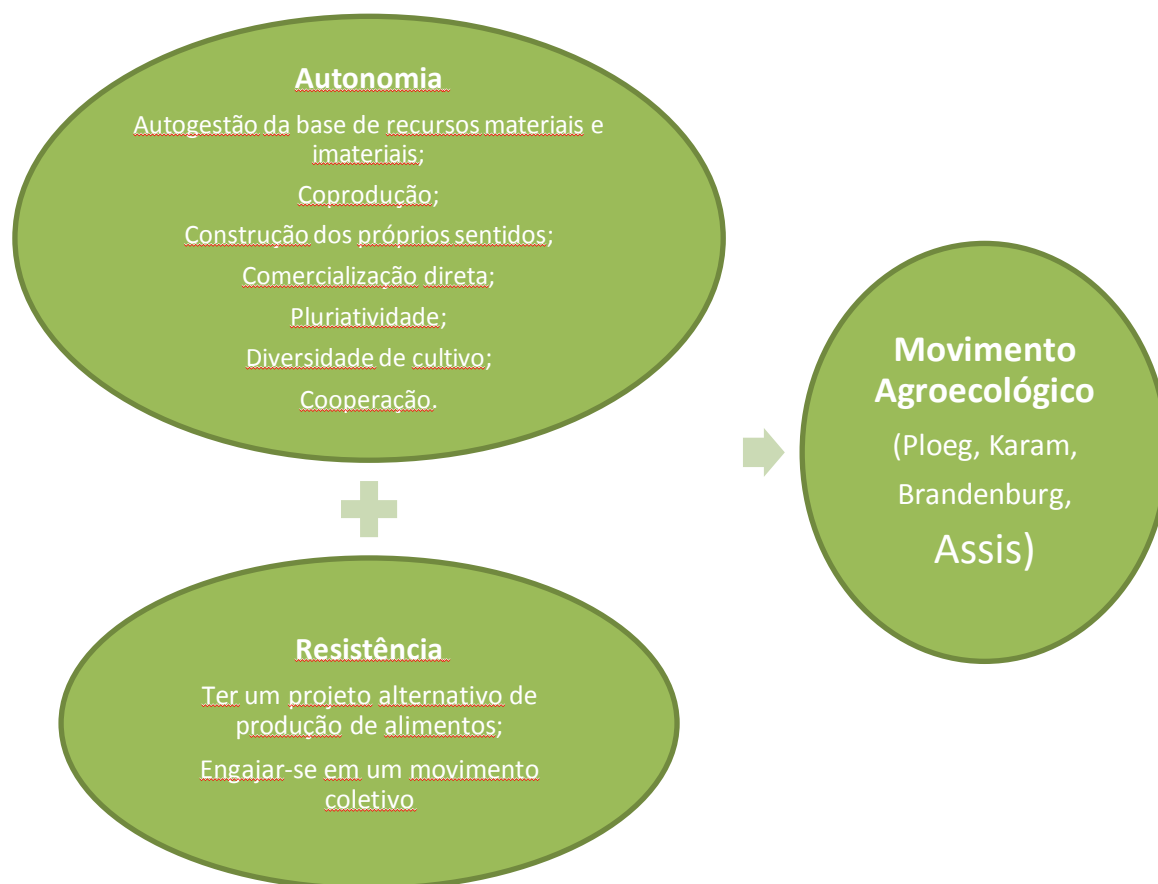 Autonomia
Autogestão da base de recursos materiais e
imateriais;
Coprodução;
Construção dos próprios sentidos;
Comercialização direta;
Pluriatividade;
Diversidade de cultivo;
Cooperação.
Resistência
Ter um projeto alternativo de
produção de alimentos;
Engajar-se em um movimento
coletivo
Movimento
Agroecológico
(Ploeg, Karam,
Brandenburg,
Assis)